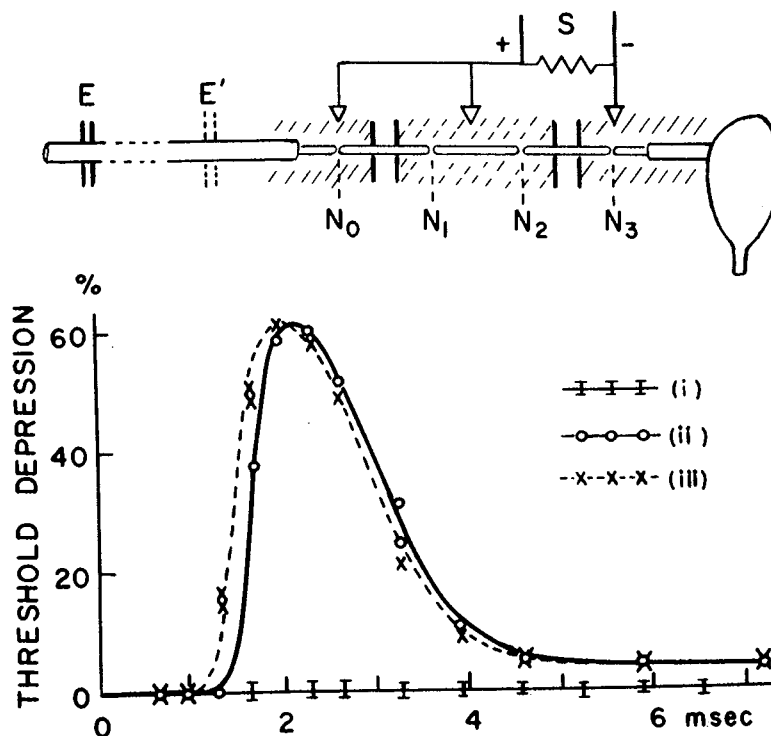 S
+ -
E E'
N0 N1 N2 N3
%
THRESHOLD DEPRESSION
60
40
20
0
(i)
(ii)
(iii)
0 2 4 6 msec